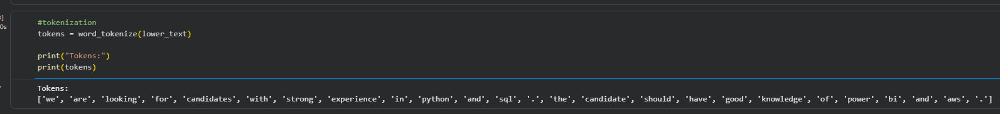 0s
#tokenization
tokens = word_tokenize(lower_text)
print("Tokens:")
print(tokens)
Tokens:
['we', 'are', 'looking', 'for', 'candidates', 'with', 'strong', 'experience', 'in', 'python', 'and', 'sql', '.', 'the', 'candidate', 'should', 'have', 'good', 'knowledge', 'of', 'power', 'bi', 'and', 'aws', '.']